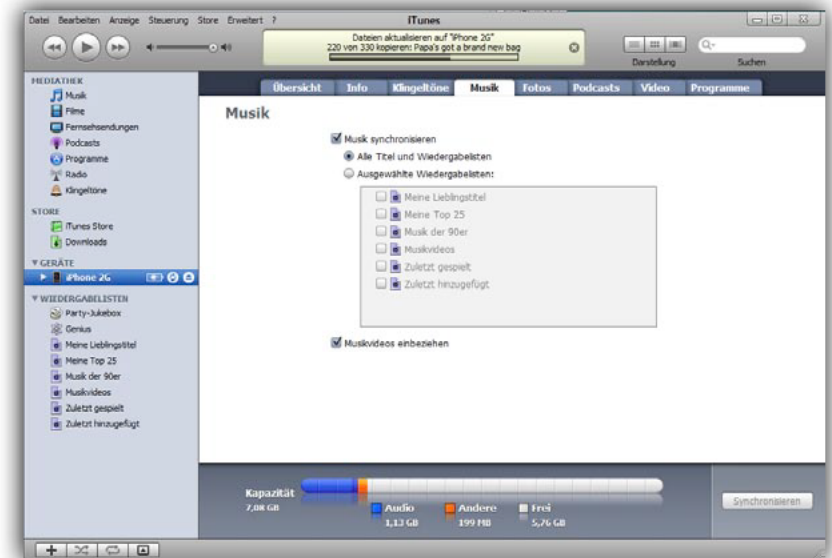 Datei Bearbeiten Anzeige Steuerung Store Erweitert ?
iTunes
Dateien aktualisieren auf "iPhone 2G"
220 von 330 kopieren: Papa's got a brand new bag
Darstellung
Suchen
MEDIATHEK
Musik
Filme
Fernsehsendungen
Podcasts
Programme
Radio
Klingeltöne
STORE
iTunes Store
Downloads
GERÄTE
iPhone 2G
WIEDERGABELISTEN
Party-Jukebox
Genius
Meine Lieblingstitel
Meine Top 25
Musik der 90er
Musikvideos
Zuletzt gespielt
Zuletzt hinzugefügt
Übersicht Info Klingeltöne Musik Fotos Podcasts Video Programme
Musik
Musik synchronisieren
Alle Titel und Wiedergabelisten
Ausgewählte Wiedergabelisten:
Meine Lieblingstitel
Meine Top 25
Musik der 90er
Musikvideos
Zuletzt gespielt
Zuletzt hinzugefügt
Musikvideos einbeziehen
Kapazität
7,08 GB
Audio
1,13 GB
Andere
199 MB
Frei
5,76 GB
Synchronisieren